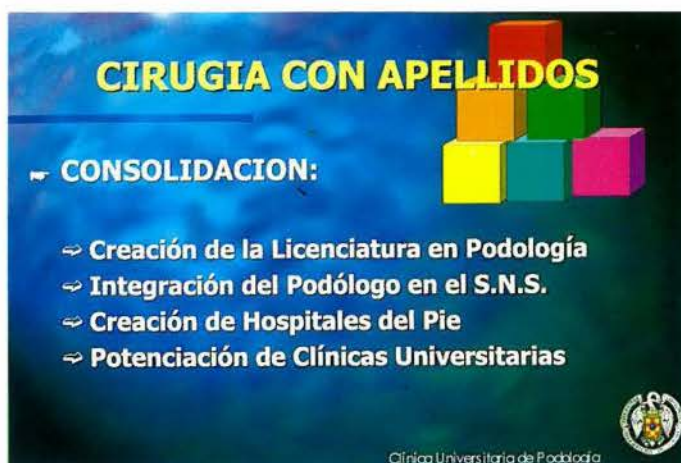 CIRUGIA CON APELLIDOS
CONSOLIDACION:
Creación de la Licenciatura en Podología
Integración del Podólogo en el S.N.S.
Creación de Hospitales del Pie
Potenciación de Clínicas Universitarias
Clínica Universitaria de Podología